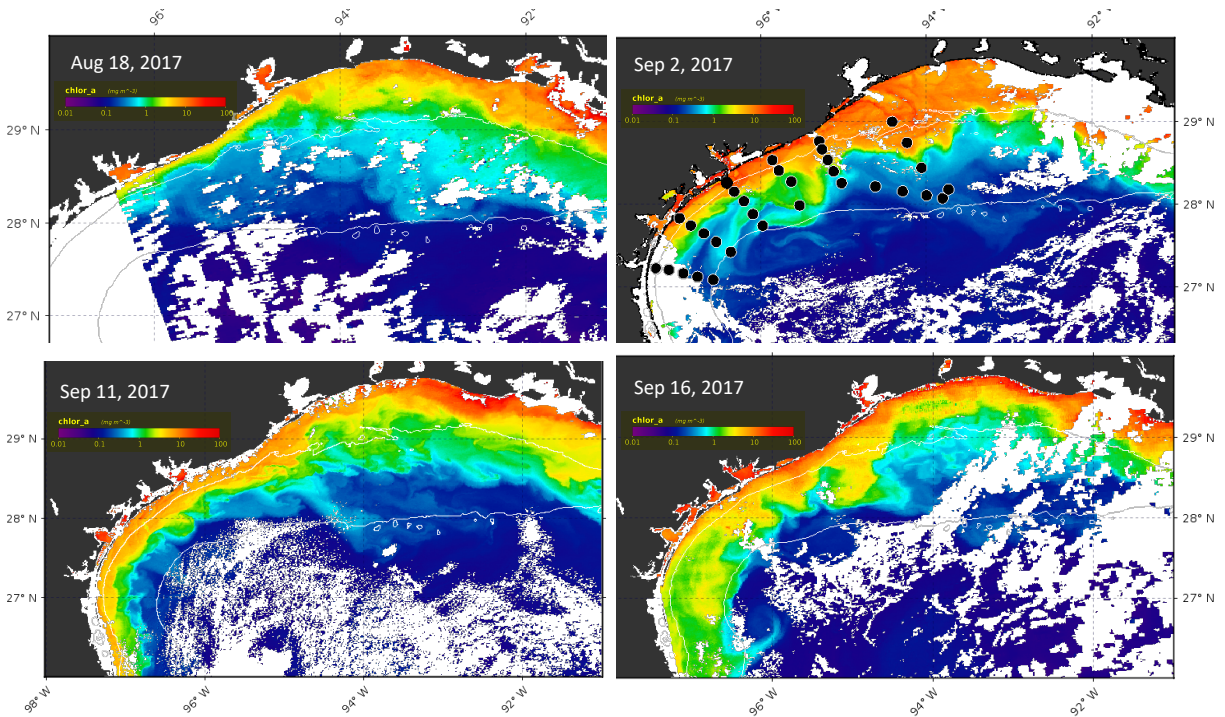 96°
94°
92°
Aug 18, 2017
chlor_a (mg m^-3)
0.01 0.1 1 10 100
29° N
28° N
27° N
96° W
94° W
92° W
Sep 2, 2017
chlor_a (mg m^-3)
0.01 0.1 1 10 100
29° N
28° N
27° N
Sep 11, 2017
chlor_a (mg m^-3)
0.01 0.1 1 10 100
29° N
28° N
27° N
98° W
96° W
94° W
92° W
Sep 16, 2017
chlor_a (mg m^-3)
0.01 0.1 1 10 100
29° N
28° N
27° N
96° W
94° W
92° W